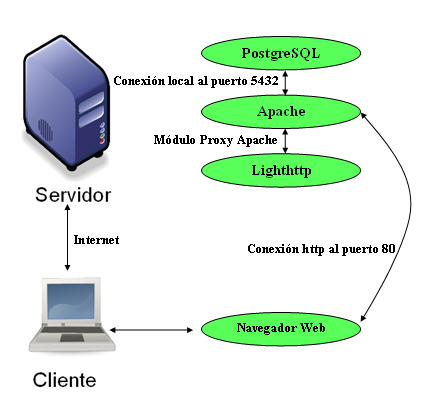 PostgreSQL
Conexión local al puerto 5432
Apache
Módulo Proxy Apache
Lighthttp
Servidor
Internet
Conexión http al puerto 80
Navegador Web
Cliente